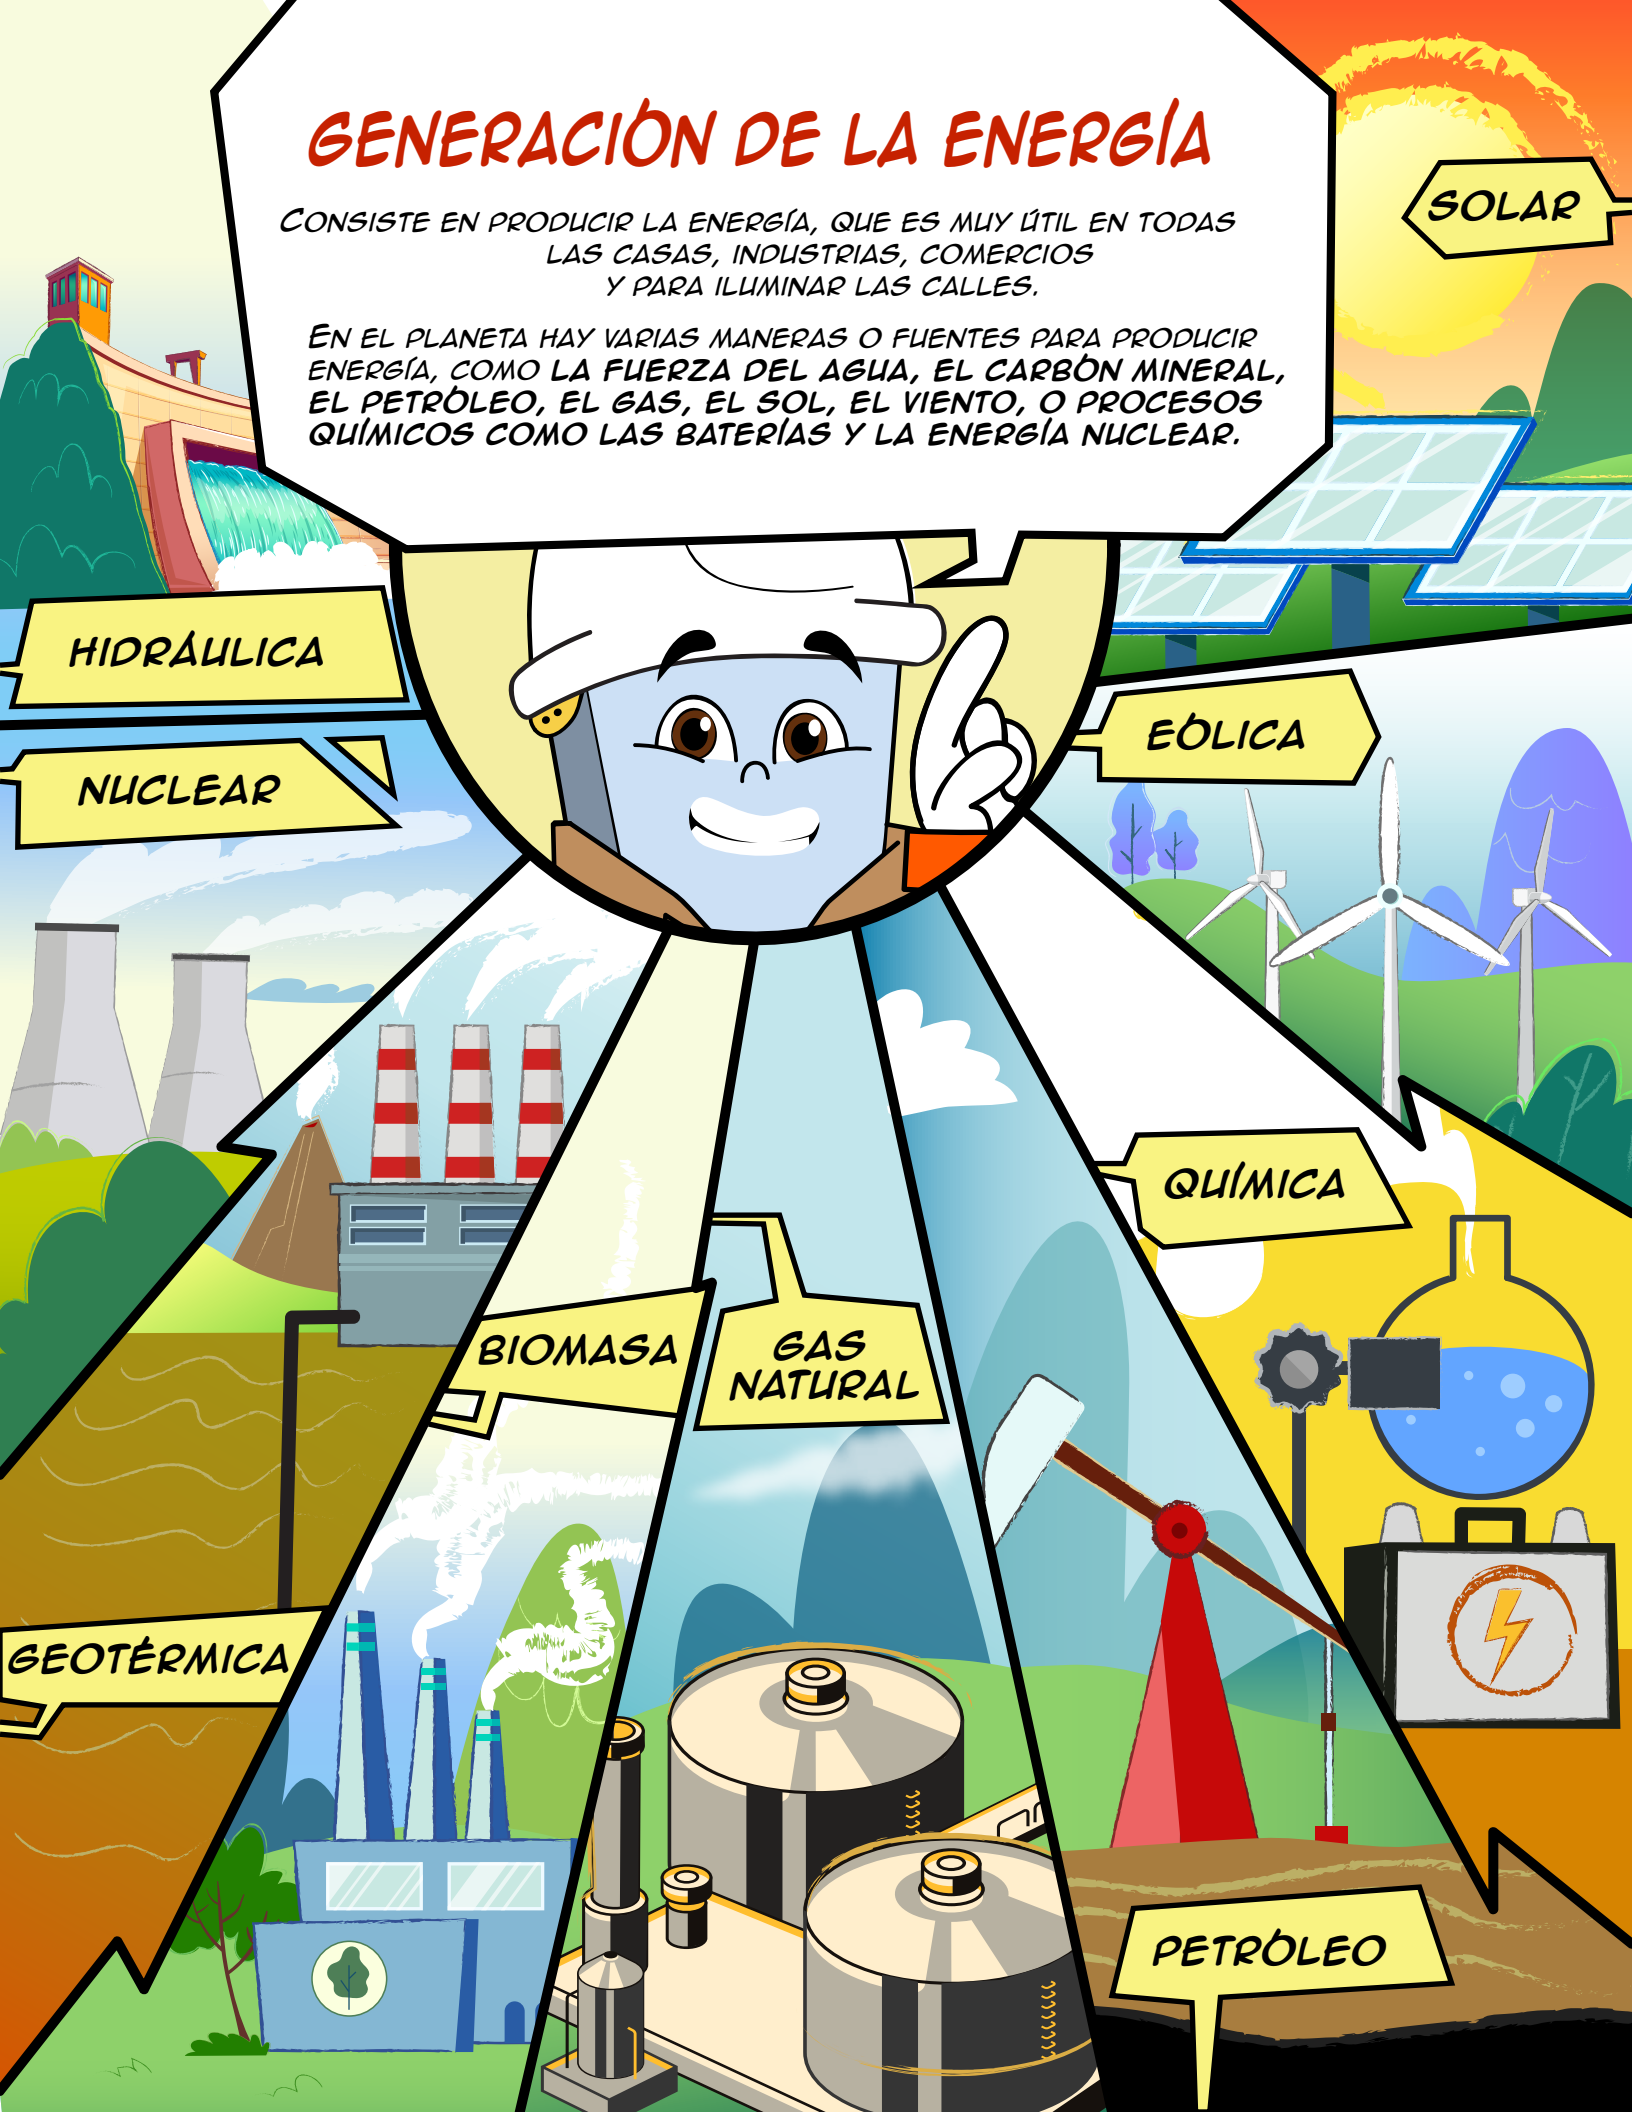 GENERACIÓN DE LA ENERGÍA
CONSISTE EN PRODUCIR LA ENERGÍA, QUE ES MUY ÚTIL EN TODAS
LAS CASAS, INDUSTRIAS, COMERCIOS
Y PARA ILUMINAR LAS CALLES.
EN EL PLANETA HAY VARIAS MANERAS O FUENTES PARA PRODUCIR
ENERGÍA, COMO LA FUERZA DEL AGUA, EL CARBÓN MINERAL,
EL PETRÓLEO, EL GAS, EL SOL, EL VIENTO, O PROCESOS
QUÍMICOS COMO LAS BATERÍAS Y LA ENERGÍA NUCLEAR.
SOLAR
HIDRÁULICA
EÓLICA
NUCLEAR
QUÍMICA
BIOMASA
GAS
NATURAL
GEOTÉRMICA
PETRÓLEO